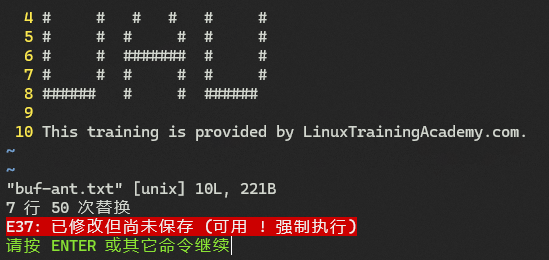 4 #     #   #   #   #     #
5 #     #  #     #  #     #
6 #     #  #######  #     #
7 #     #  #     #  #     #
8 ######   #     #  ######
9
10 This training is provided by LinuxTrainingAcademy.com.
~
~
"buf-ant.txt" [unix] 10L, 221B
7 行 50 次替换
E37: 已修改但尚未保存 (可用 ! 强制执行)
请按 ENTER 或其它命令继续